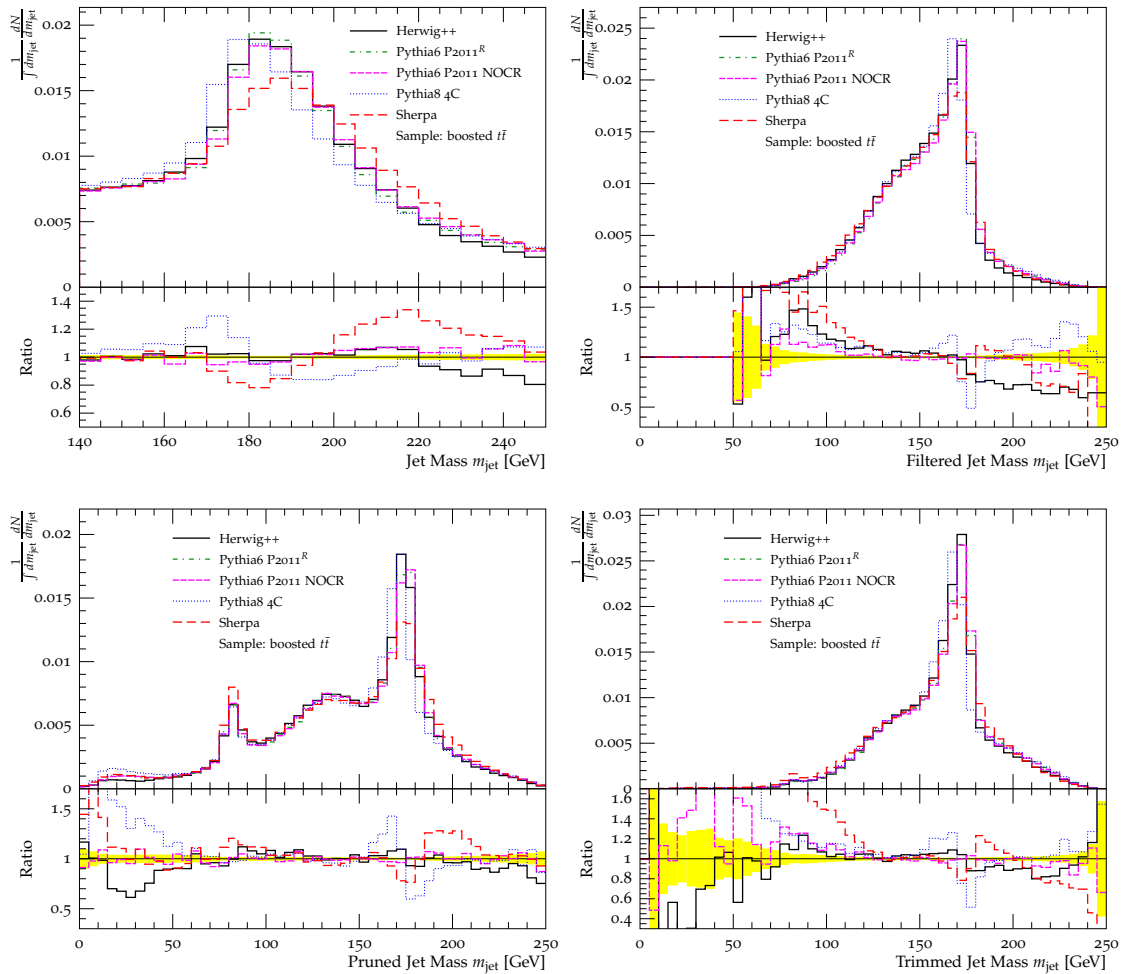 1/∫ dm_jet dN/dm_jet
0.02
0.015
0.01
0.005
0
Herwig++
Pythia6 P2011^R
Pythia6 P2011 NOCR
Pythia8 4C
Sherpa
Sample: boosted tt̄
Ratio
1.4
1.2
1.0
0.8
0.6
140 160 180 200 220 240
Jet Mass m_jet [GeV]
1/∫ dm_jet dN/dm_jet
0.025
0.02
0.015
0.01
0.005
0
Herwig++
Pythia6 P2011^R
Pythia6 P2011 NOCR
Pythia8 4C
Sherpa
Sample: boosted tt̄
Ratio
1.5
1
0.5
0 50 100 150 200 250
Filtered Jet Mass m_jet [GeV]
1/∫ dm_jet dN/dm_jet
0.02
0.015
0.01
0.005
0
Herwig++
Pythia6 P2011^R
Pythia6 P2011 NOCR
Pythia8 4C
Sherpa
Sample: boosted tt̄
Ratio
1.5
1
0.5
0 50 100 150 200 250
Pruned Jet Mass m_jet [GeV]
1/∫ dm_jet dN/dm_jet
0.03
0.025
0.02
0.015
0.01
0.005
0
Herwig++
Pythia6 P2011^R
Pythia6 P2011 NOCR
Pythia8 4C
Sherpa
Sample: boosted tt̄
Ratio
1.6
1.4
1.2
1
0.8
0.6
0.4
0 50 100 150 200 250
Trimmed Jet Mass m_jet [GeV]